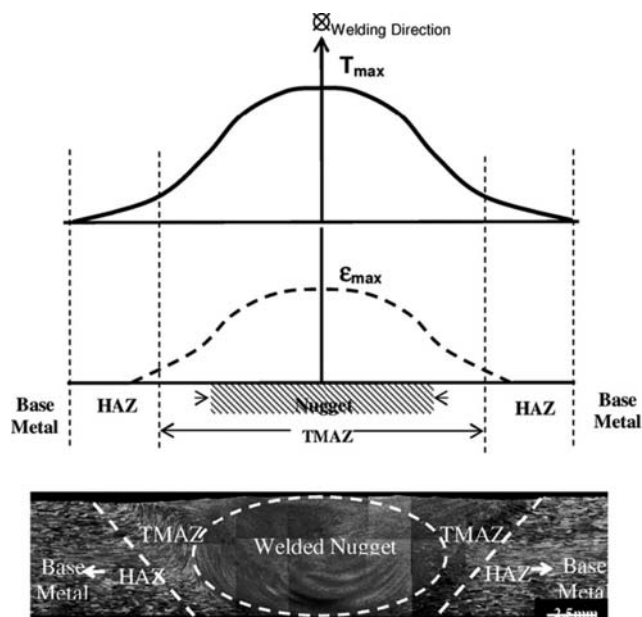 Welding Direction
Tmax
εmax
Base Metal
HAZ
Nugget
HAZ
Base Metal
TMAZ
TMAZ
Welded Nugget
TMAZ
Base Metal
HAZ
HAZ
Base Metal
2.5mm